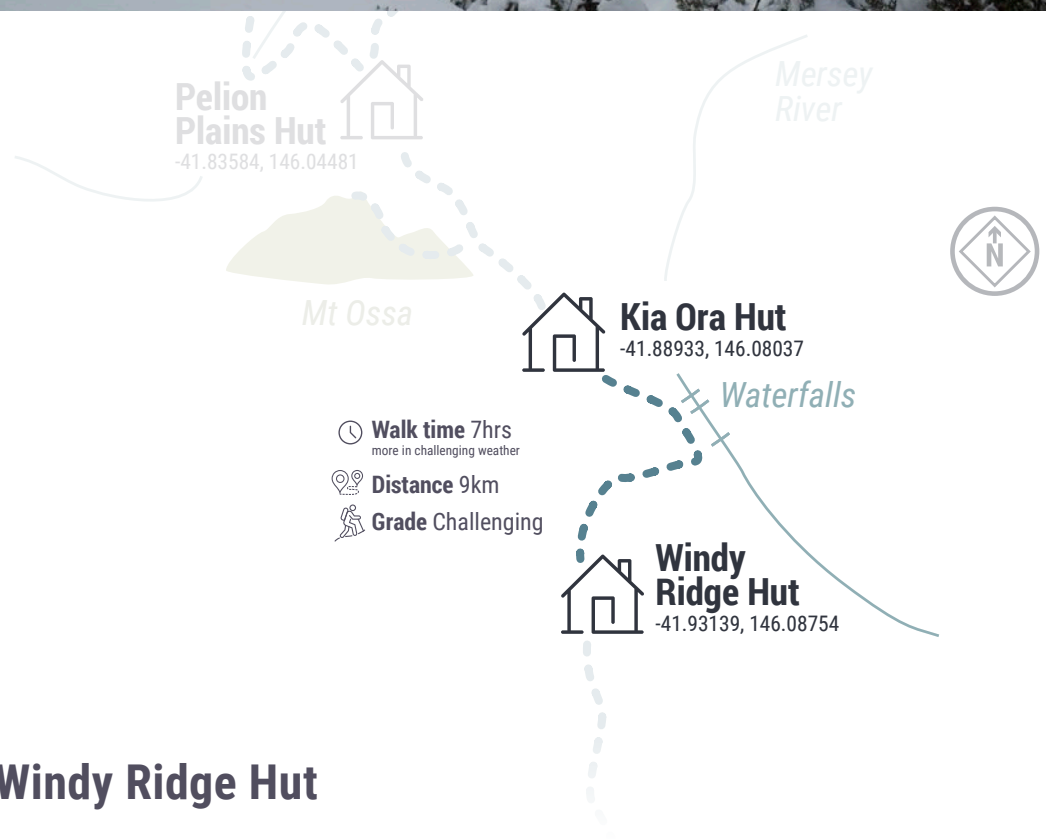 Pelion
Plains Hut
-41.83584, 146.04481
Mersey
River
N
Mt Ossa
Kia Ora Hut
-41.88933, 146.08037
Waterfalls
Walk time 7hrs
more in challenging weather
Distance 9km
Grade Challenging
Windy
Ridge Hut
-41.93139, 146.08754
Windy Ridge Hut